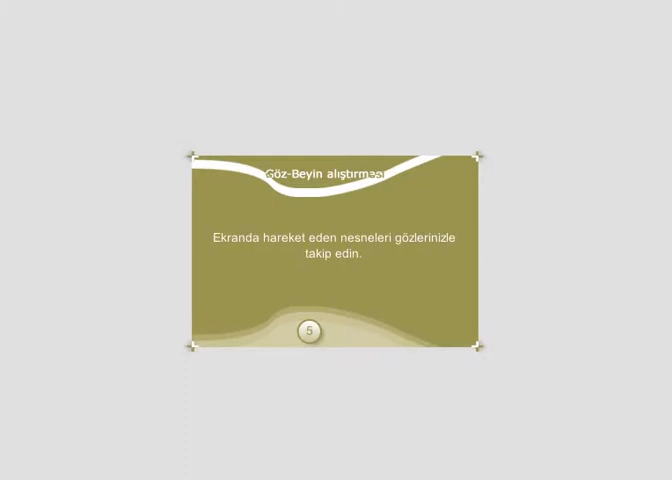 Göz-Beyin alıştırması
Ekranda hareket eden nesneleri gözlerinizle
takip edin.
5